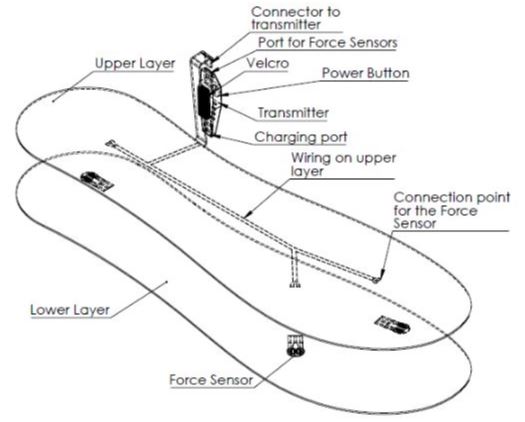 Connector to
transmitter
Port for Force Sensors
Upper Layer
Velcro
Power Button
Transmitter
Charging port
Wiring on upper
layer
Connection point
for the Force
Sensor
Lower Layer
Force Sensor